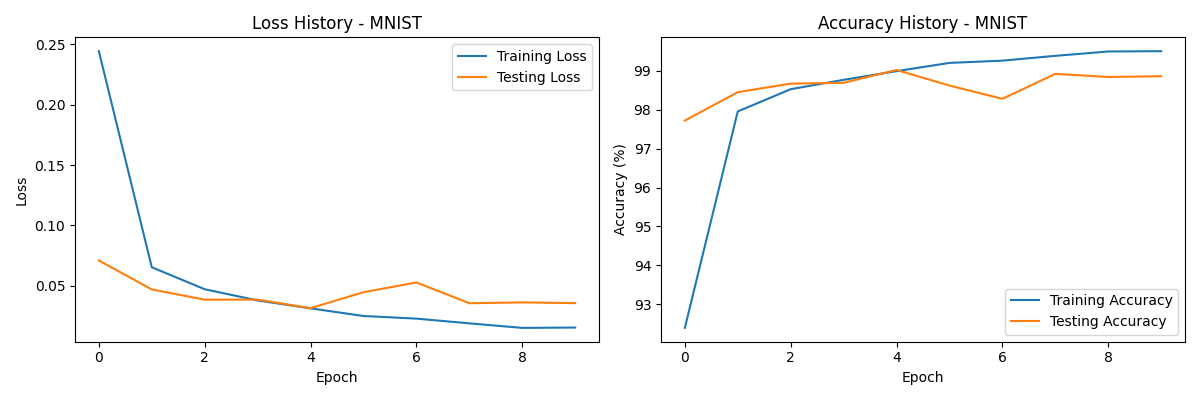 Loss History - MNIST
Training Loss
Testing Loss
0.25
0.20
0.15
0.10
0.05
Loss
0 2 4 6 8
Epoch
Accuracy History - MNIST
99
98
97
96
95
94
93
Accuracy (%)
Training Accuracy
Testing Accuracy
0 2 4 6 8
Epoch